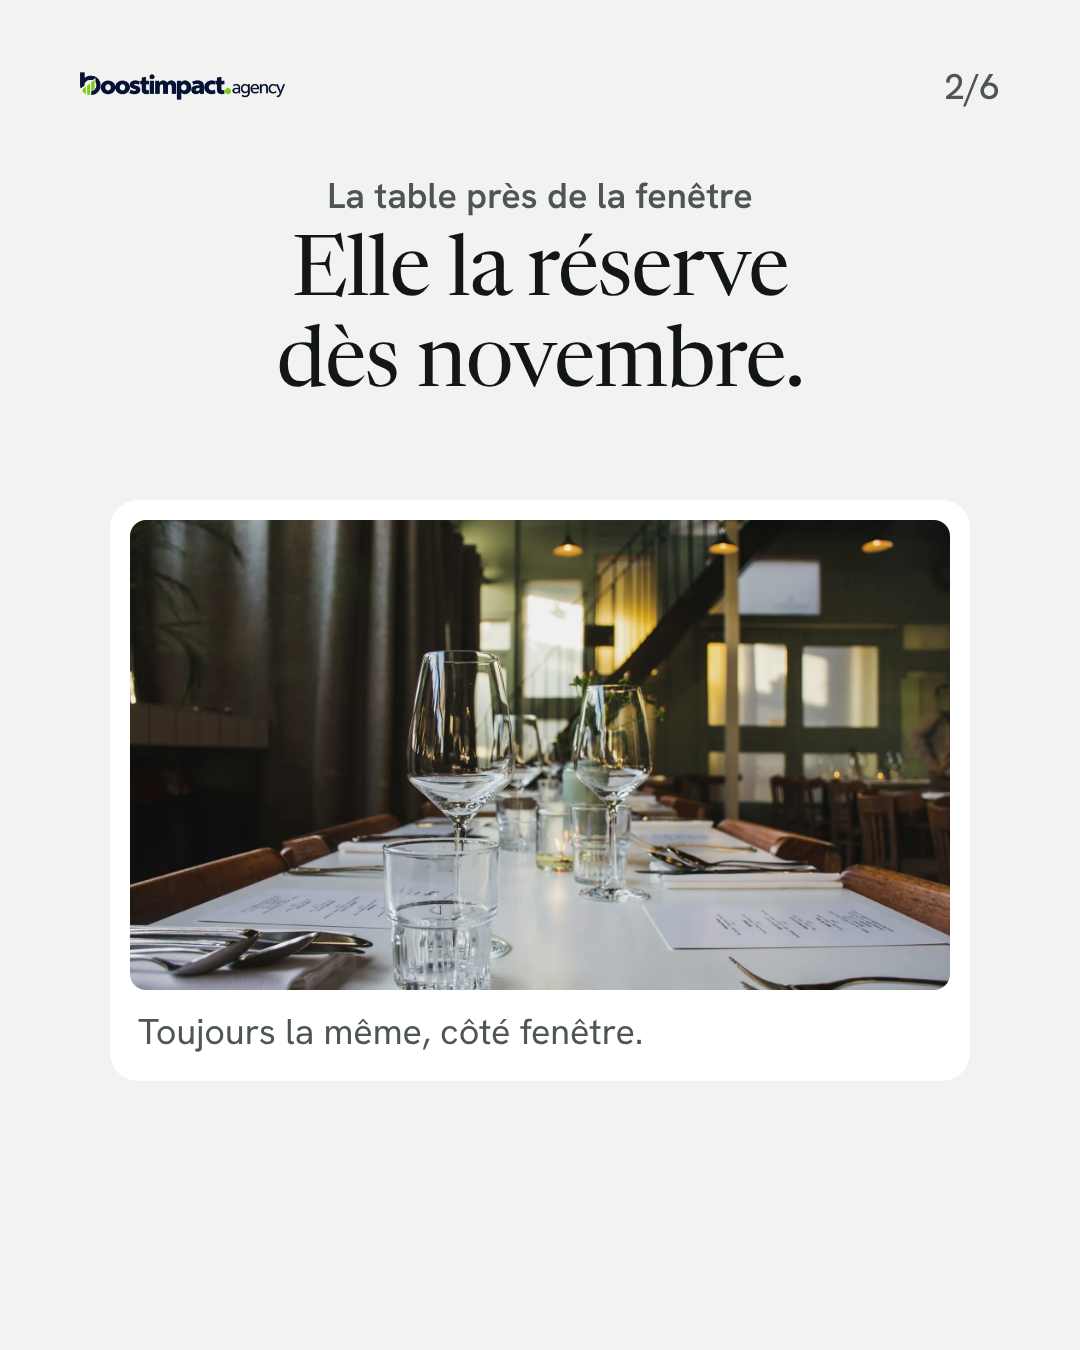 boostimpact.agency
2/6
La table près de la fenêtre
Elle la réserve
dès novembre.
Toujours la même, côté fenêtre.